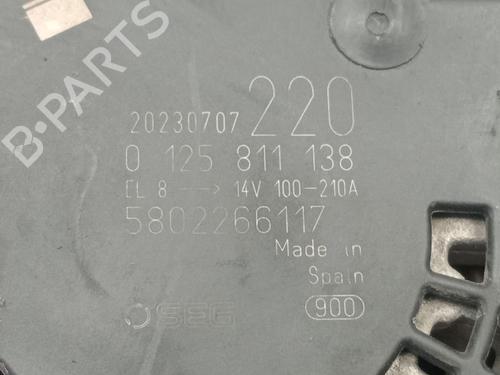 B-PARTS
20230707 220
0 125 811 138
EL 8 ---> 14V 100-210A
5802266117
Made in
Spain
SEG
900